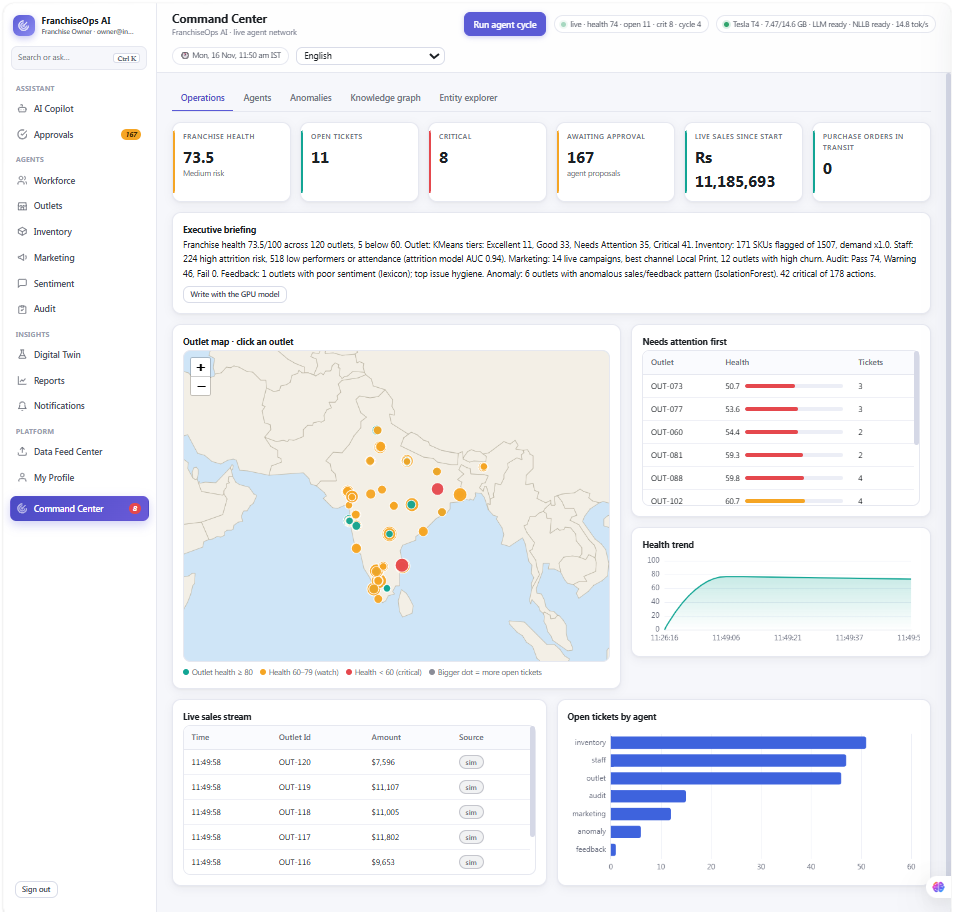 FranchiseOps AI
Franchise Owner · owner@in...
Search or ask... Ctrl K
ASSISTANT
AI Copilot
Approvals 167
AGENTS
Workforce
Outlets
Inventory
Marketing
Sentiment
Audit
INSIGHTS
Digital Twin
Reports
Notifications
PLATFORM
Data Feed Center
My Profile
Command Center 8
Sign out
Command Center
FranchiseOps AI · live agent network
Run agent cycle
live · health 74 · open 11 · crit 8 · cycle 4
Tesla T4 · 7.47/14.6 GB · LLM ready · NLLB ready · 14.8 tok/s
Mon, 16 Nov, 11:50 am IST
English
Operations Agents Anomalies Knowledge graph Entity explorer
FRANCHISE HEALTH
73.5
Medium risk
OPEN TICKETS
11
CRITICAL
8
AWAITING APPROVAL
167
agent proposals
LIVE SALES SINCE START
Rs
11,185,693
PURCHASE ORDERS IN
TRANSIT
0
Executive briefing
Franchise health 73.5/100 across 120 outlets, 5 below 60. Outlet: KMeans tiers: Excellent 11, Good 33, Needs Attention 35, Critical 41. Inventory: 171 SKUs flagged of 1507, demand x1.0. Staff:
224 high attrition risk, 518 low performers or attendance (attrition model AUC 0.94). Marketing: 14 live campaigns, best channel Local Print, 12 outlets with high churn. Audit: Pass 74, Warning
46, Fail 0. Feedback: 1 outlets with poor sentiment (lexicon); top issue hygiene. Anomaly: 6 outlets with anomalous sales/feedback pattern (IsolationForest). 42 critical of 178 actions.
Write with the GPU model
Outlet map · click an outlet
+
−
Outlet health ≥ 80 Health 60–79 (watch) Health < 60 (critical) Bigger dot = more open tickets
Needs attention first
Outlet Health Tickets
OUT-073 50.7 3
OUT-077 53.6 3
OUT-060 54.4 2
OUT-081 59.3 2
OUT-088 59.8 4
OUT-102 60.7 4
Health trend
100
80
60
40
20
0
11:26:16 11:49:06 11:49:21 11:49:37 11:49:5
Live sales stream
Time Outlet Id Amount Source
11:49:58 OUT-120 $7,596 sim
11:49:58 OUT-119 $11,107 sim
11:49:58 OUT-118 $11,005 sim
11:49:58 OUT-117 $11,802 sim
11:49:58 OUT-116 $9,653 sim
Open tickets by agent
inventory
staff
outlet
audit
marketing
anomaly
feedback
0 10 20 30 40 50 60